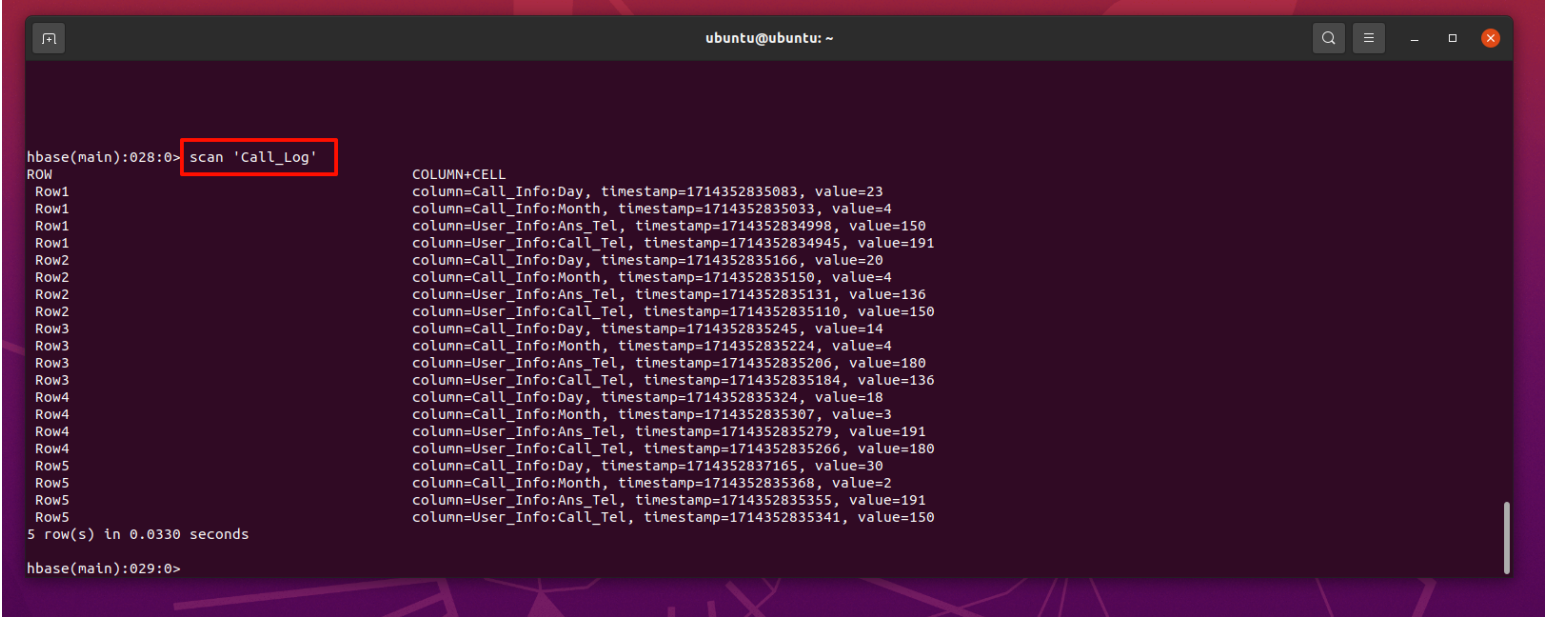 ubuntu@ubuntu: ~
hbase(main):028:0> scan 'Call_Log'
ROW COLUMN+CELL
Row1 column=Call_Info:Day, timestamp=1714352835083, value=23
Row1 column=Call_Info:Month, timestamp=1714352835033, value=4
Row1 column=User_Info:Ans_Tel, timestamp=1714352834998, value=150
Row1 column=User_Info:Call_Tel, timestamp=1714352834945, value=191
Row2 column=Call_Info:Day, timestamp=1714352835166, value=20
Row2 column=Call_Info:Month, timestamp=1714352835150, value=4
Row2 column=User_Info:Ans_Tel, timestamp=1714352835131, value=136
Row2 column=User_Info:Call_Tel, timestamp=1714352835110, value=150
Row3 column=Call_Info:Day, timestamp=1714352835245, value=14
Row3 column=Call_Info:Month, timestamp=1714352835224, value=4
Row3 column=User_Info:Ans_Tel, timestamp=1714352835206, value=180
Row3 column=User_Info:Call_Tel, timestamp=1714352835184, value=136
Row4 column=Call_Info:Day, timestamp=1714352835324, value=18
Row4 column=Call_Info:Month, timestamp=1714352835307, value=3
Row4 column=User_Info:Ans_Tel, timestamp=1714352835279, value=191
Row4 column=User_Info:Call_Tel, timestamp=1714352835266, value=180
Row5 column=Call_Info:Day, timestamp=1714352837165, value=30
Row5 column=Call_Info:Month, timestamp=1714352835368, value=2
Row5 column=User_Info:Ans_Tel, timestamp=1714352835355, value=191
Row5 column=User_Info:Call_Tel, timestamp=1714352835341, value=150
5 row(s) in 0.0330 seconds
hbase(main):029:0>